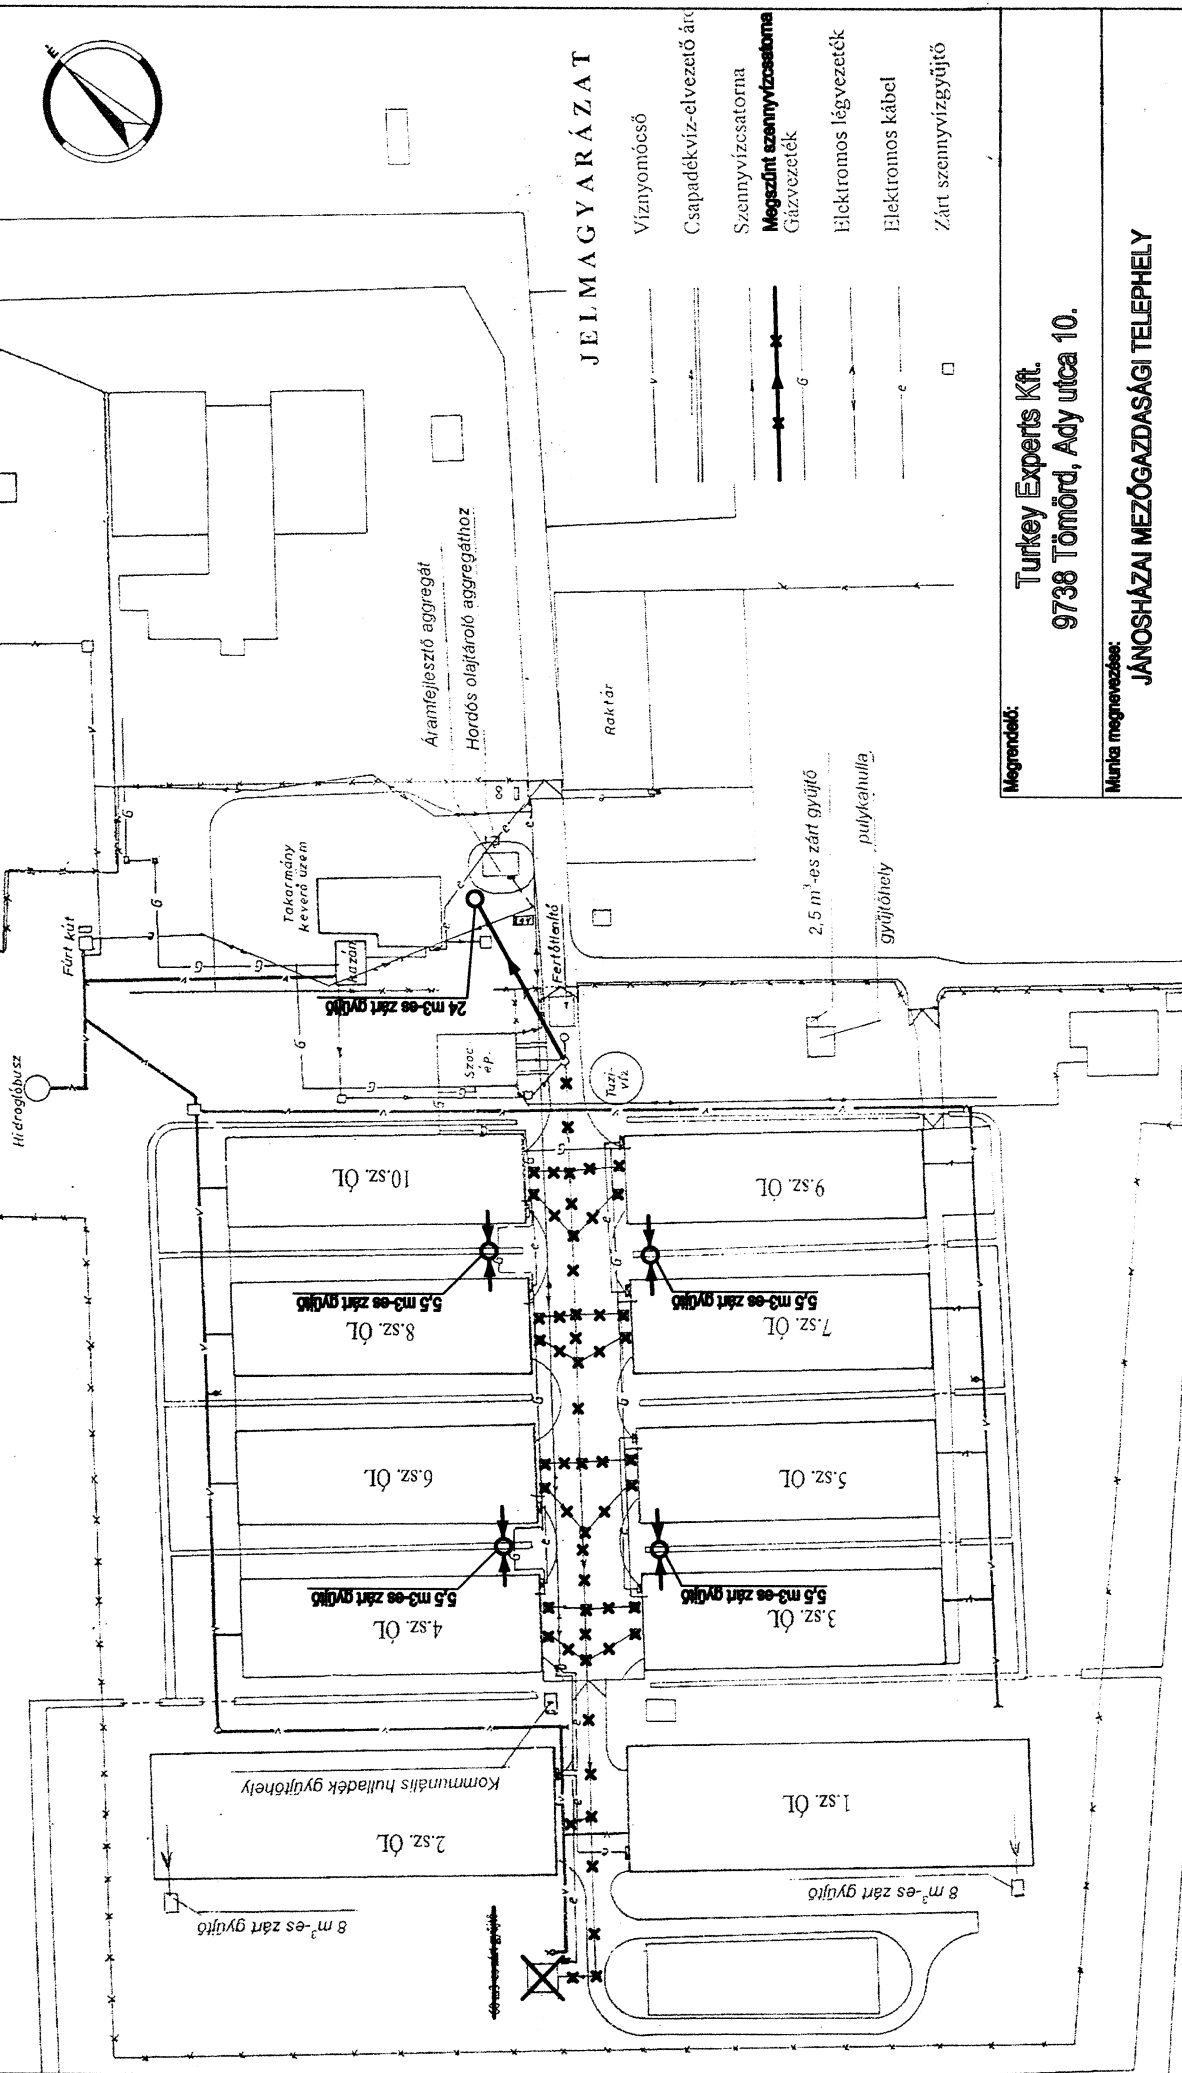 É
JELMAGYARÁZAT
Víznyomócső
Csapadékvíz-elvezető ár
Szennyvízcsatorna
Megszűnt szennyvízcsatorna
Gázvezeték
Elektromos légvezeték
Elektromos kábel
Zárt szennyvízgyűjtő
Megrendelő:
Turkey Experts Kft.
9738 Tömörd, Ady utca 10.
Munka megnevezése:
JÁNOSHÁZAI MEZŐGAZDASÁGI TELEPHELY
Áramfejlesztő aggregát
Hordós olajtároló aggregáthoz
Raktár
Takarmány
keverő üzem
Fúrt kút
Hidroglóbusz
kazán
24 m3-es zárt gyűjtő
Fertőtlenítő
Szoc.
ép.
Tüzi-
víz
2,5 m³-es zárt gyűjtő
pulykahulla
gyűjtőhely
10.sz. ÓL
9.sz. ÓL
5,5 m3-es zárt gyűjtő
5,5 m3-es zárt gyűjtő
8.sz. ÓL
7.sz. ÓL
6.sz. ÓL
5.sz. ÓL
5,5 m3-es zárt gyűjtő
5,5 m3-es zárt gyűjtő
4.sz. ÓL
3.sz. ÓL
Kommunális hulladék gyűjtőhely
2.sz. ÓL
1.sz. ÓL
8 m³-es zárt gyűjtő
8 m³-es zárt gyűjtő